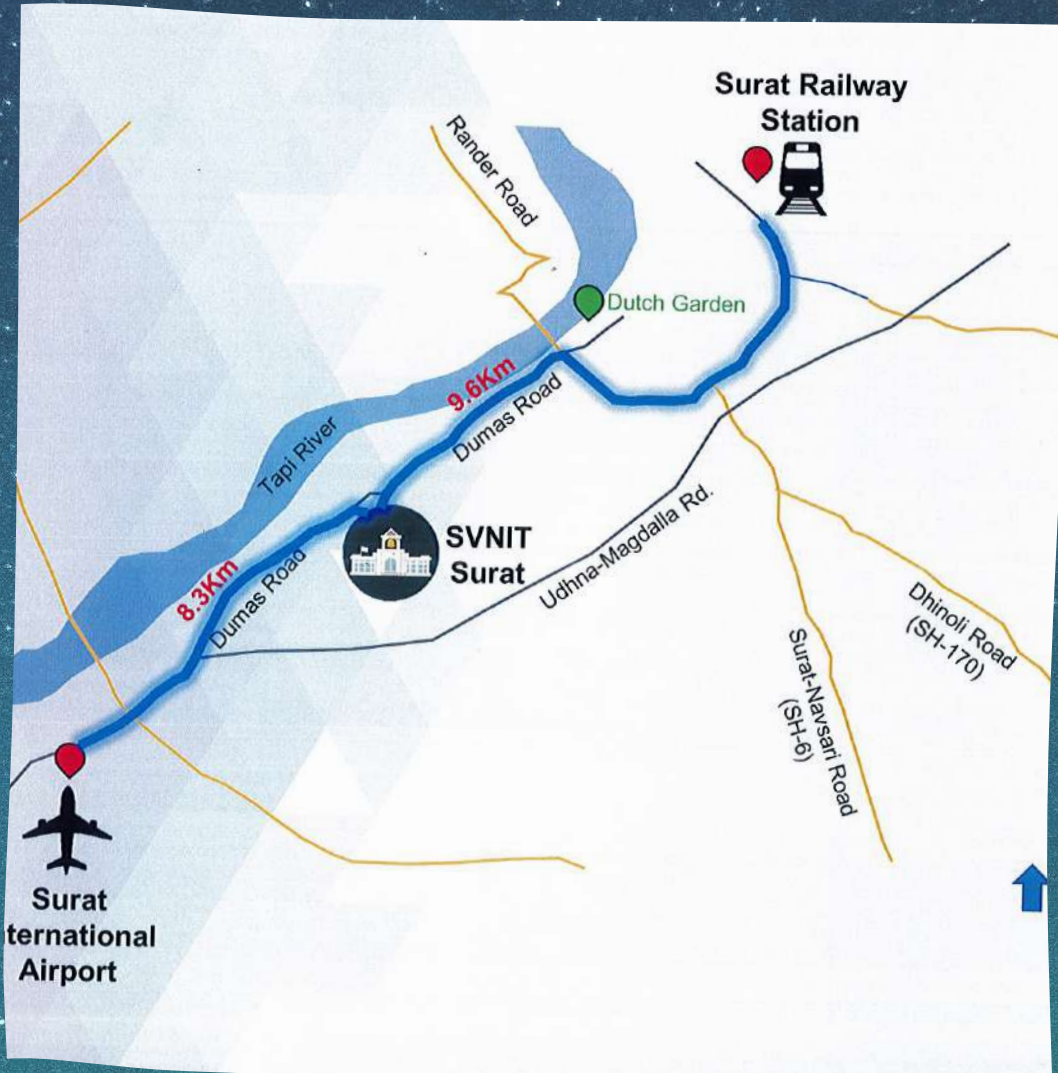 Surat Railway
Station
Rander Road
Dutch Garden
9.6Km
Dumas Road
Tapi River
SVNIT
Surat
8.3Km
Dumas Road
Udhna-Magdalla Rd.
Dhinoli Road
(SH-170)
Surat-Navsari Road
(SH-6)
Surat
ternational
Airport